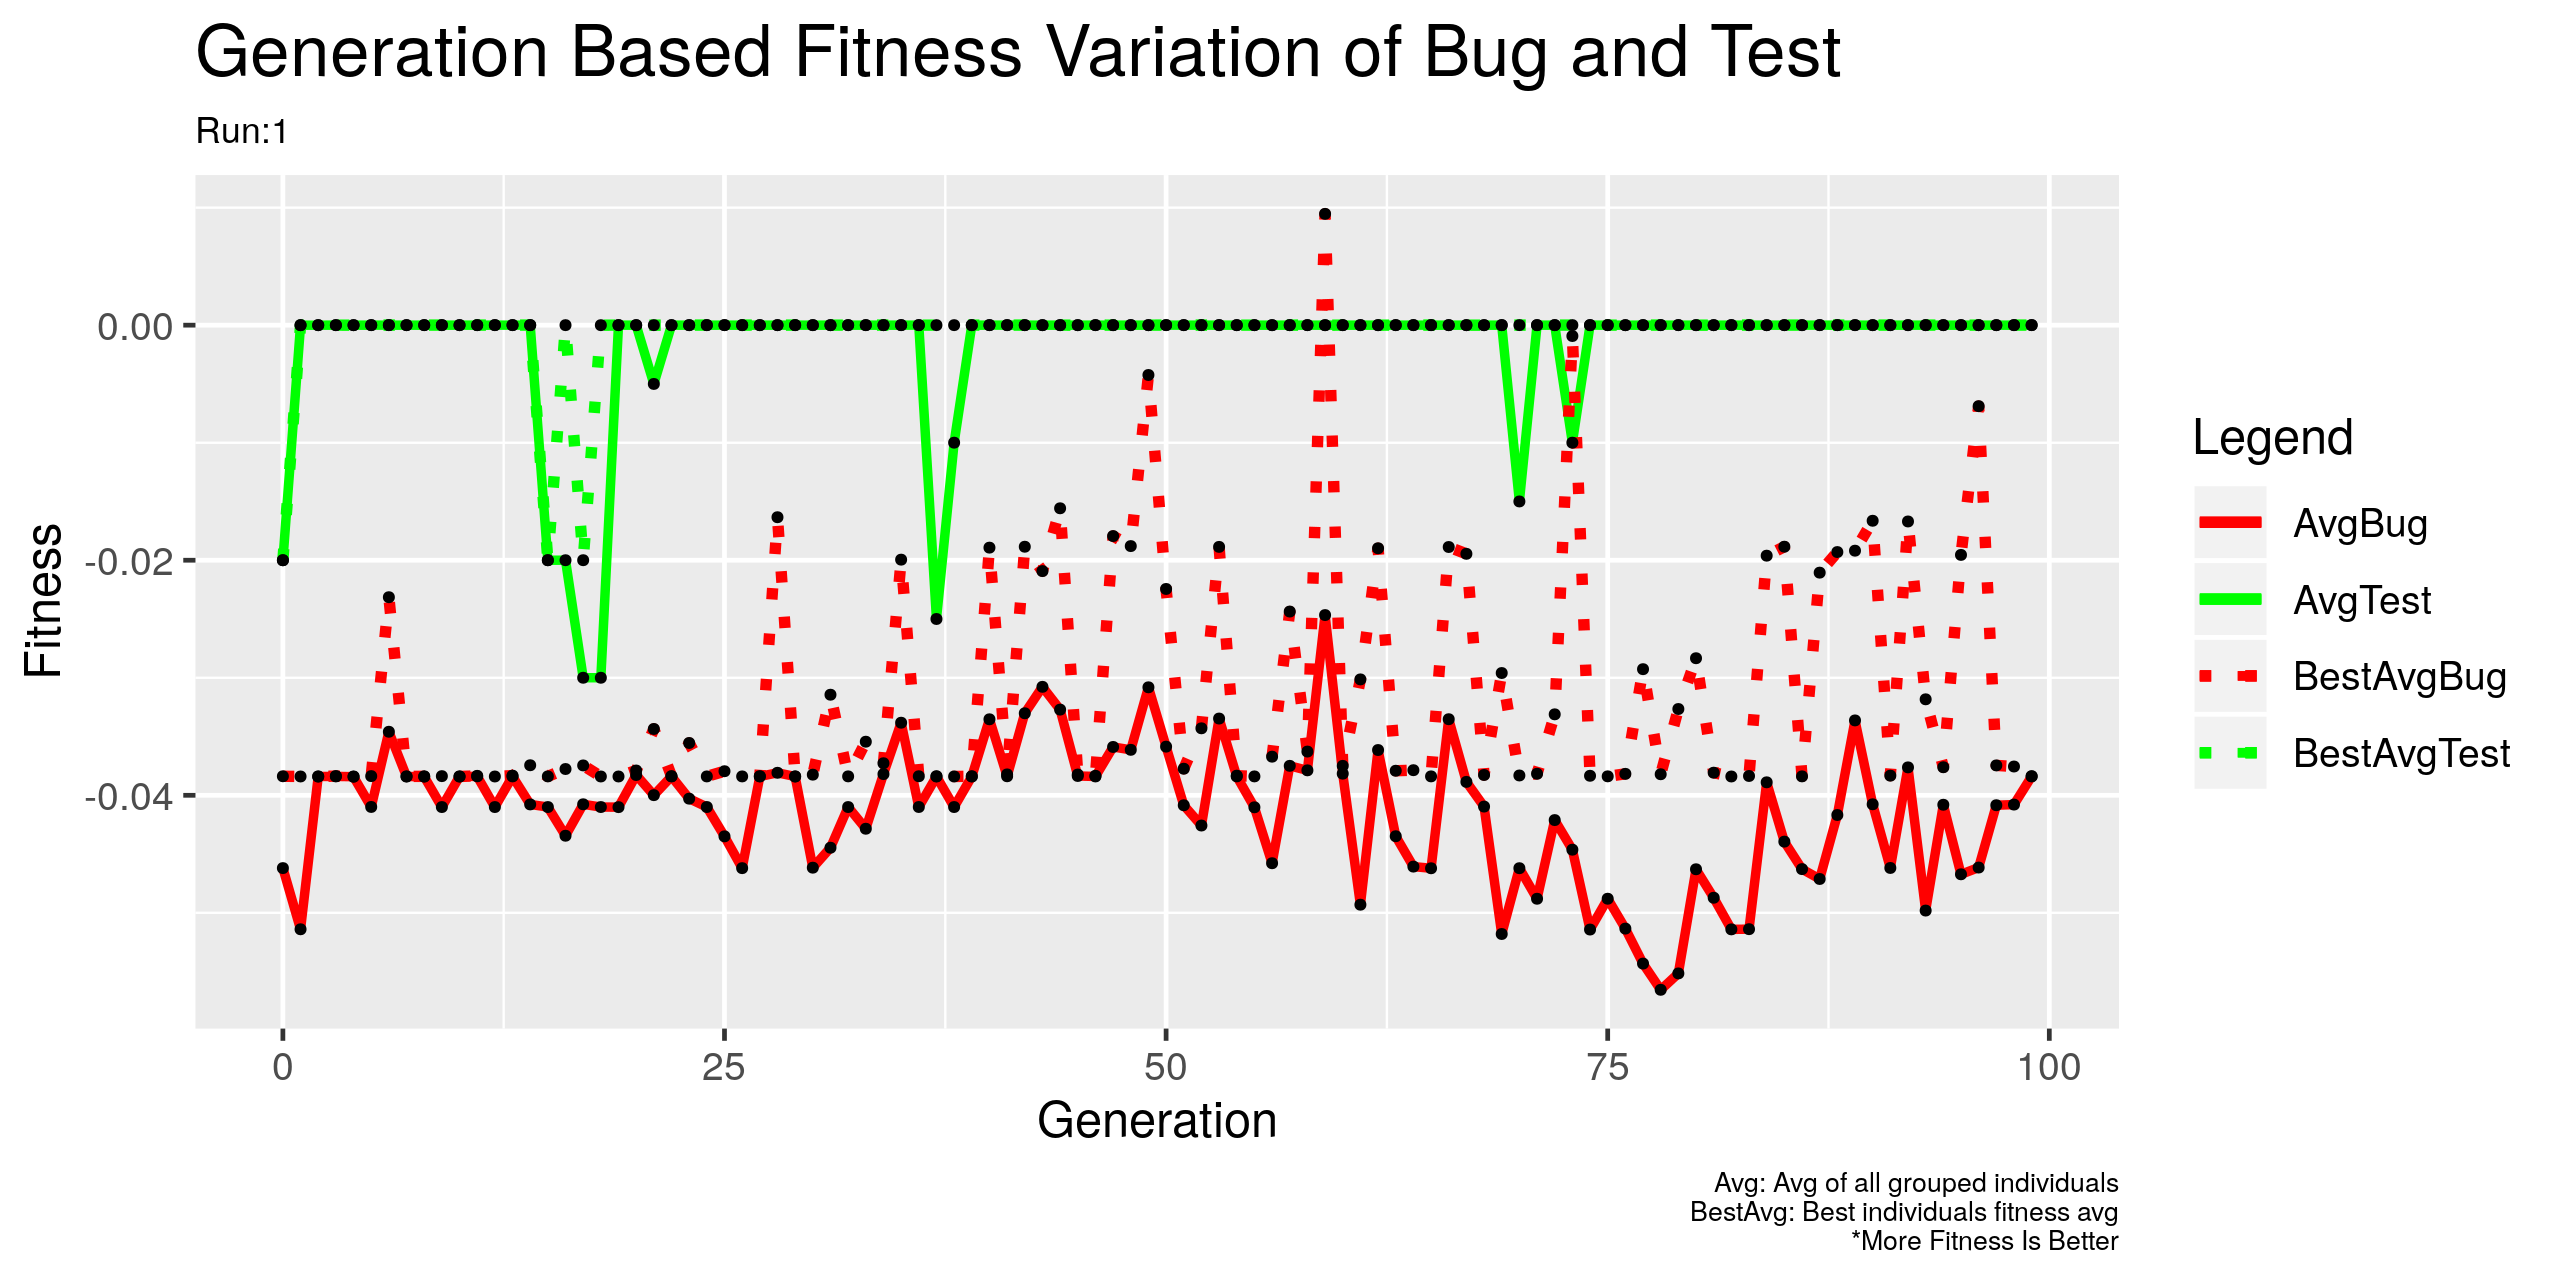 Generation Based Fitness Variation of Bug and Test
Run:1
Fitness
0.00
-0.02
-0.04
0
25
50
75
100
Generation
Legend
AvgBug
AvgTest
BestAvgBug
BestAvgTest
Avg: Avg of all grouped individuals
BestAvg: Best individuals fitness avg
*More Fitness Is Better